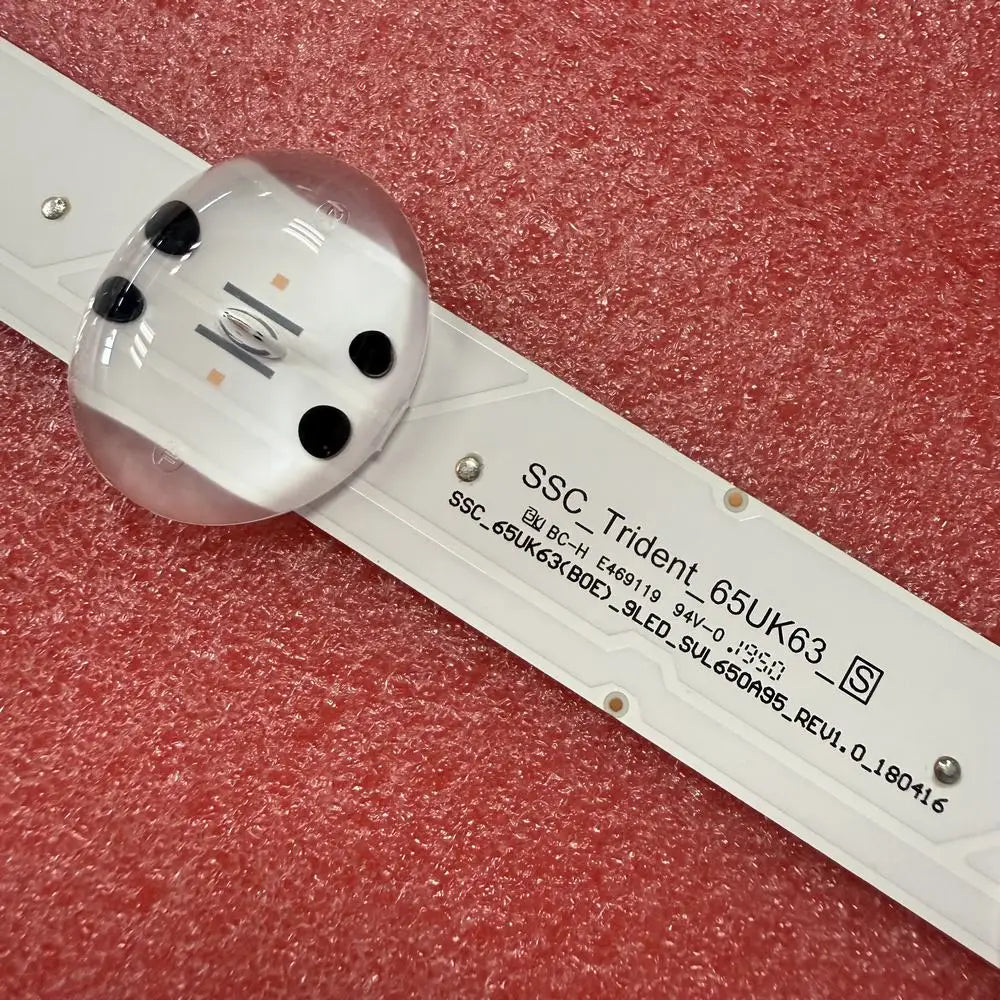 SSC_Trident_65UK63_S
BC-H E469119 94V-0 .1950
SSC_65UK63(BOE)_9LED_SVL650A95_REV1.0_180416